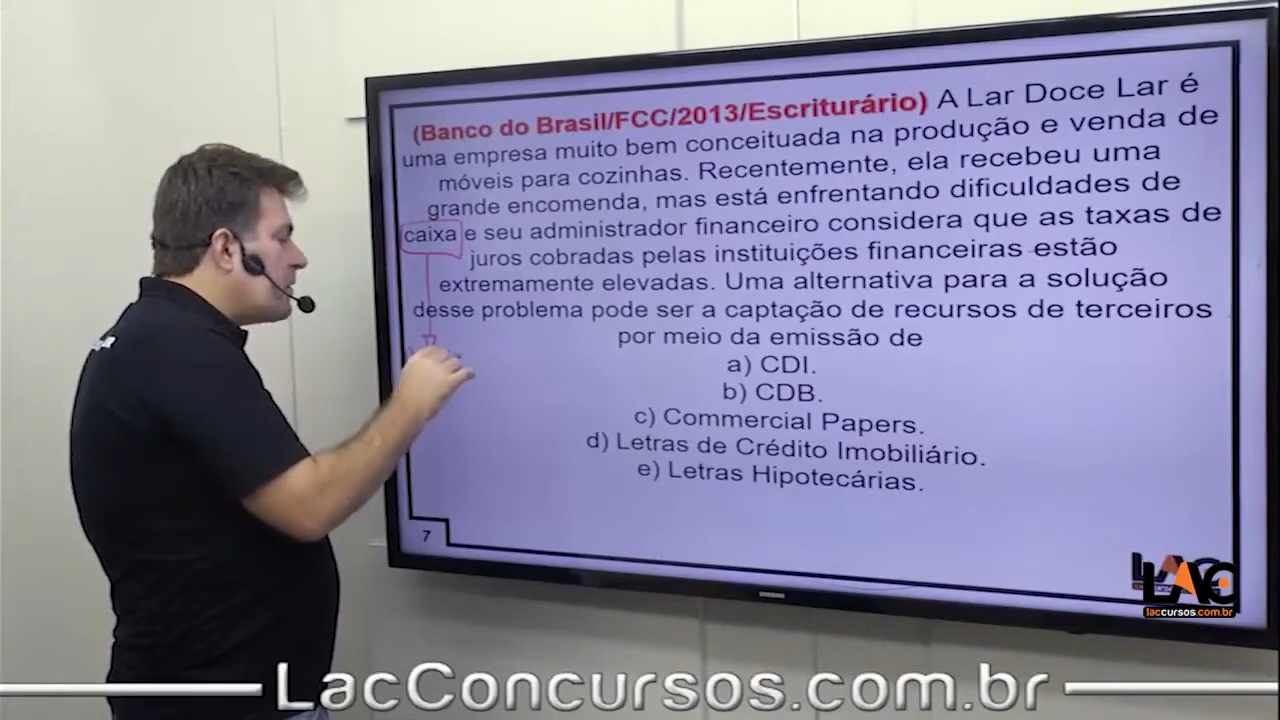 (Banco do Brasil/FCC/2013/Escriturário) A Lar Doce Lar é
uma empresa muito bem conceituada na produção e venda de
móveis para cozinhas. Recentemente, ela recebeu uma
grande encomenda, mas está enfrentando dificuldades de
caixa e seu administrador financeiro considera que as taxas de
juros cobradas pelas instituições financeiras estão
extremamente elevadas. Uma alternativa para a solução
desse problema pode ser a captação de recursos de terceiros
por meio da emissão de
a) CDI.
b) CDB.
c) Commercial Papers.
d) Letras de Crédito Imobiliário.
e) Letras Hipotecárias.
7
LAC
laccursos.com.br
SAMSUNG
LacConcursos.com.br